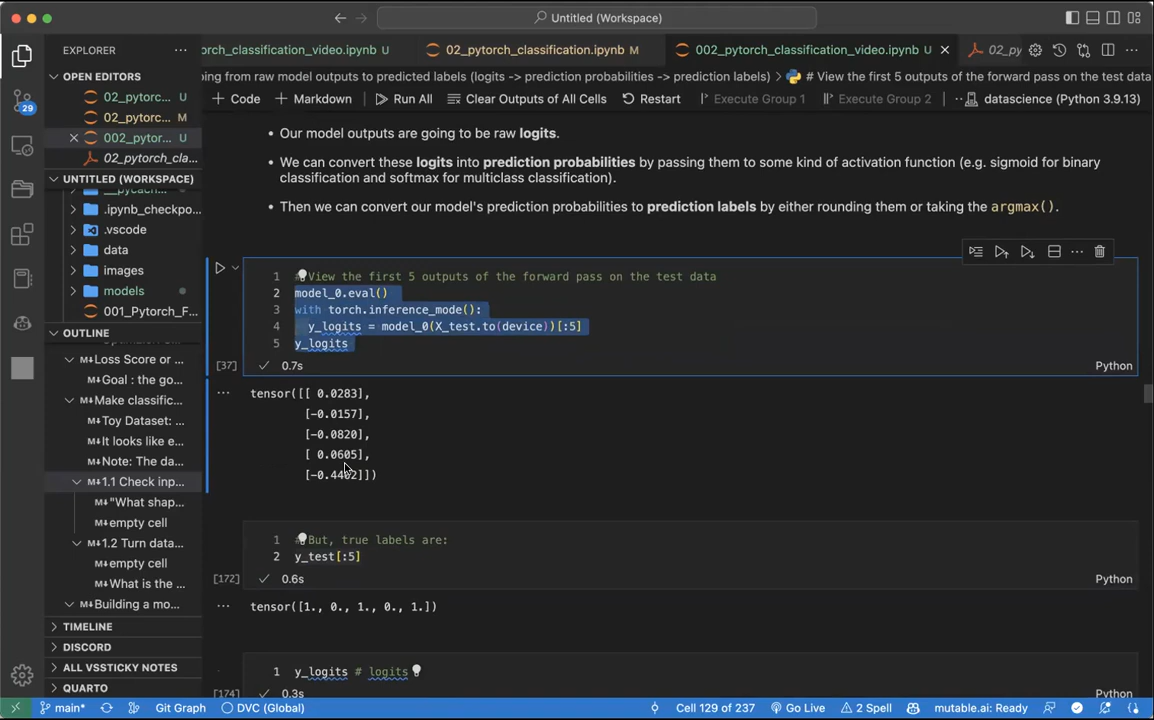 Untitled (Workspace)
EXPLORER
orch_classification_video.ipynb U
02_pytorch_classification.ipynb M
002_pytorch_classification_video.ipynb U
02_py
ping from raw model outputs to predicted labels (logits -> prediction probabilities -> prediction labels) > # View the first 5 outputs of the forward pass on the test data
OPEN EDITORS
02_pytorc... U
02_pytorc... M
002_pytor... U
02_pytorch_cla...
+ Code + Markdown Run All Clear Outputs of All Cells Restart Execute Group 1 Execute Group 2 ... datascience (Python 3.9.13)
29
UNTITLED (WORKSPACE)
.ipynb_checkpo...
.vscode
data
images
models
001_Pytorch_F...
• Our model outputs are going to be raw logits.
• We can convert these logits into prediction probabilities by passing them to some kind of activation function (e.g. sigmoid for binary
classification and softmax for multiclass classification).
• Then we can convert our model's prediction probabilities to prediction labels by either rounding them or taking the argmax().
1 View the first 5 outputs of the forward pass on the test data
2 model_0.eval()
3 with torch.inference_mode():
4 y_logits = model_0(X_test.to(device))[:5]
5 y_logits
[37] 0.7s Python
... tensor([[ 0.0283],
[-0.0157],
[-0.0820],
[ 0.0605],
OUTLINE
Loss Score or ...
Goal : the go...
Make classific...
Toy Dataset: ...
It looks like e...
Note: The da...
1.1 Check inp...
"What shap...
empty cell
1.2 Turn data...
empty cell
What is the ...
Building a mo...
1 But, true labels are:
2 y_test[:5]
[172] 0.6s Python
... tensor([1., 0., 1., 0., 1.])
1 y_logits # logits
[174] 0.3s Python
TIMELINE
DISCORD
ALL VSSTICKY NOTES
QUARTO
main* Git Graph DVC (Global) Cell 129 of 237 Go Live 2 Spell mutable.ai: Ready